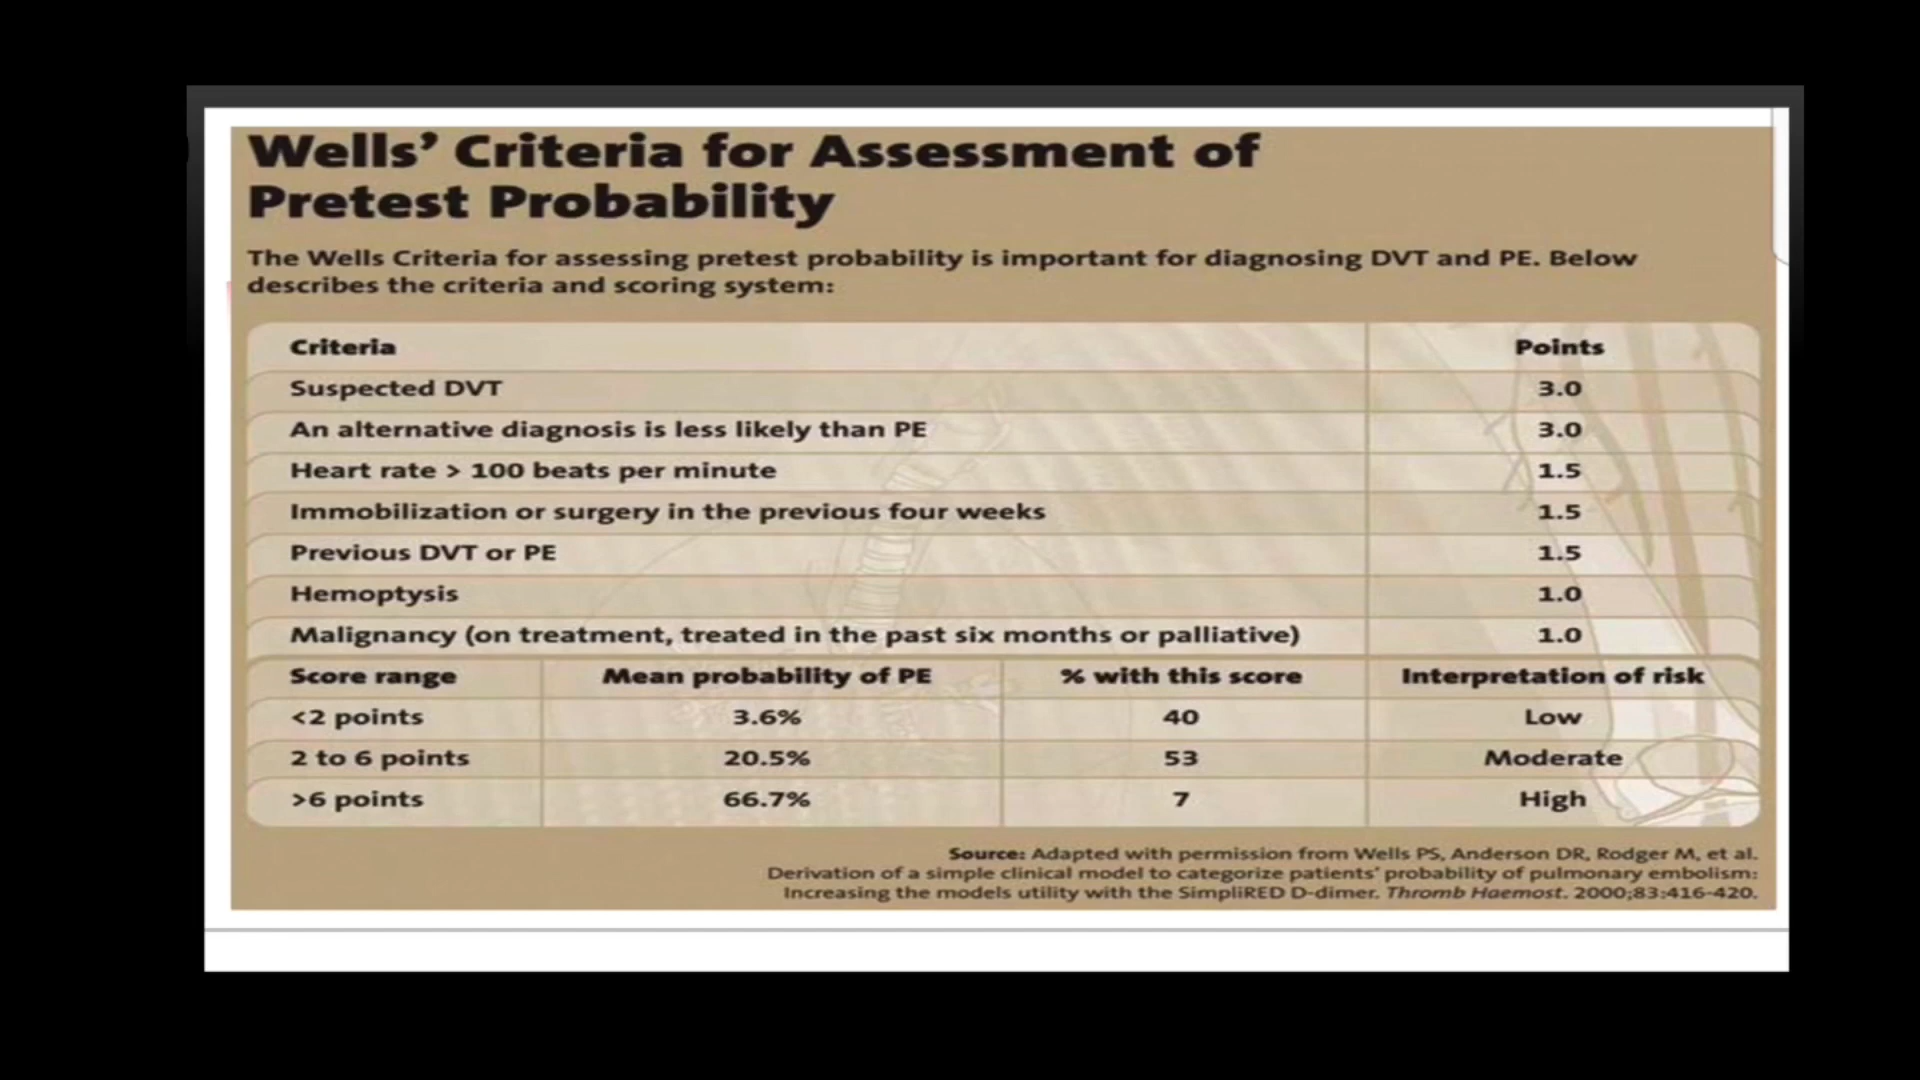 Wells’ Criteria for Assessment of
Pretest Probability
The Wells Criteria for assessing pretest probability is important for diagnosing DVT and PE. Below
describes the criteria and scoring system:
Criteria Points
Suspected DVT 3.0
An alternative diagnosis is less likely than PE 3.0
Heart rate > 100 beats per minute 1.5
Immobilization or surgery in the previous four weeks 1.5
Previous DVT or PE 1.5
Hemoptysis 1.0
Malignancy (on treatment, treated in the past six months or palliative) 1.0
Score range Mean probability of PE % with this score Interpretation of risk
<2 points 3.6% 40 Low
2 to 6 points 20.5% 53 Moderate
>6 points 66.7% 7 High
Source: Adapted with permission from Wells PS, Anderson DR, Rodger M, et al.
Derivation of a simple clinical model to categorize patients’ probability of pulmonary embolism:
Increasing the models utility with the SimpliRED D-dimer. Thromb Haemost. 2000;83:416-420.